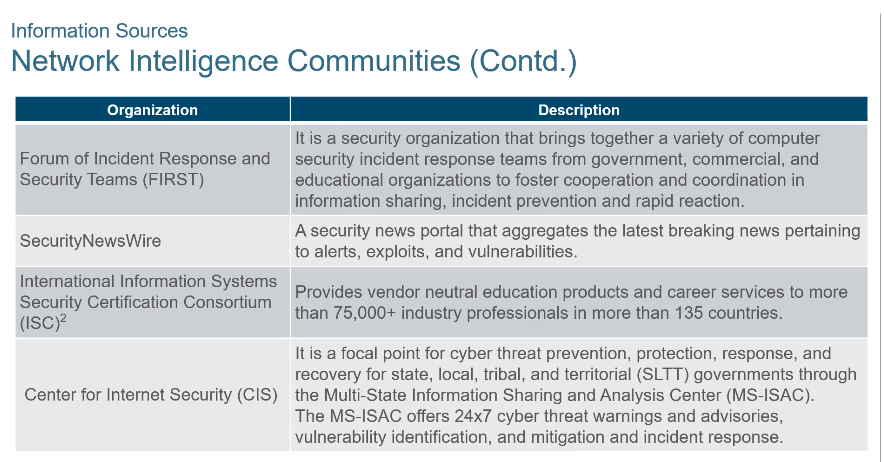 Information Sources
Network Intelligence Communities (Contd.)
Organization
Description
Forum of Incident Response and
Security Teams (FIRST)
It is a security organization that brings together a variety of computer
security incident response teams from government, commercial, and
educational organizations to foster cooperation and coordination in
information sharing, incident prevention and rapid reaction.
SecurityNewsWire
A security news portal that aggregates the latest breaking news pertaining
to alerts, exploits, and vulnerabilities.
International Information Systems
Security Certification Consortium
(ISC)²
Provides vendor neutral education products and career services to more
than 75,000+ industry professionals in more than 135 countries.
Center for Internet Security (CIS)
It is a focal point for cyber threat prevention, protection, response, and
recovery for state, local, tribal, and territorial (SLTT) governments through
the Multi-State Information Sharing and Analysis Center (MS-ISAC).
The MS-ISAC offers 24x7 cyber threat warnings and advisories,
vulnerability identification, and mitigation and incident response.